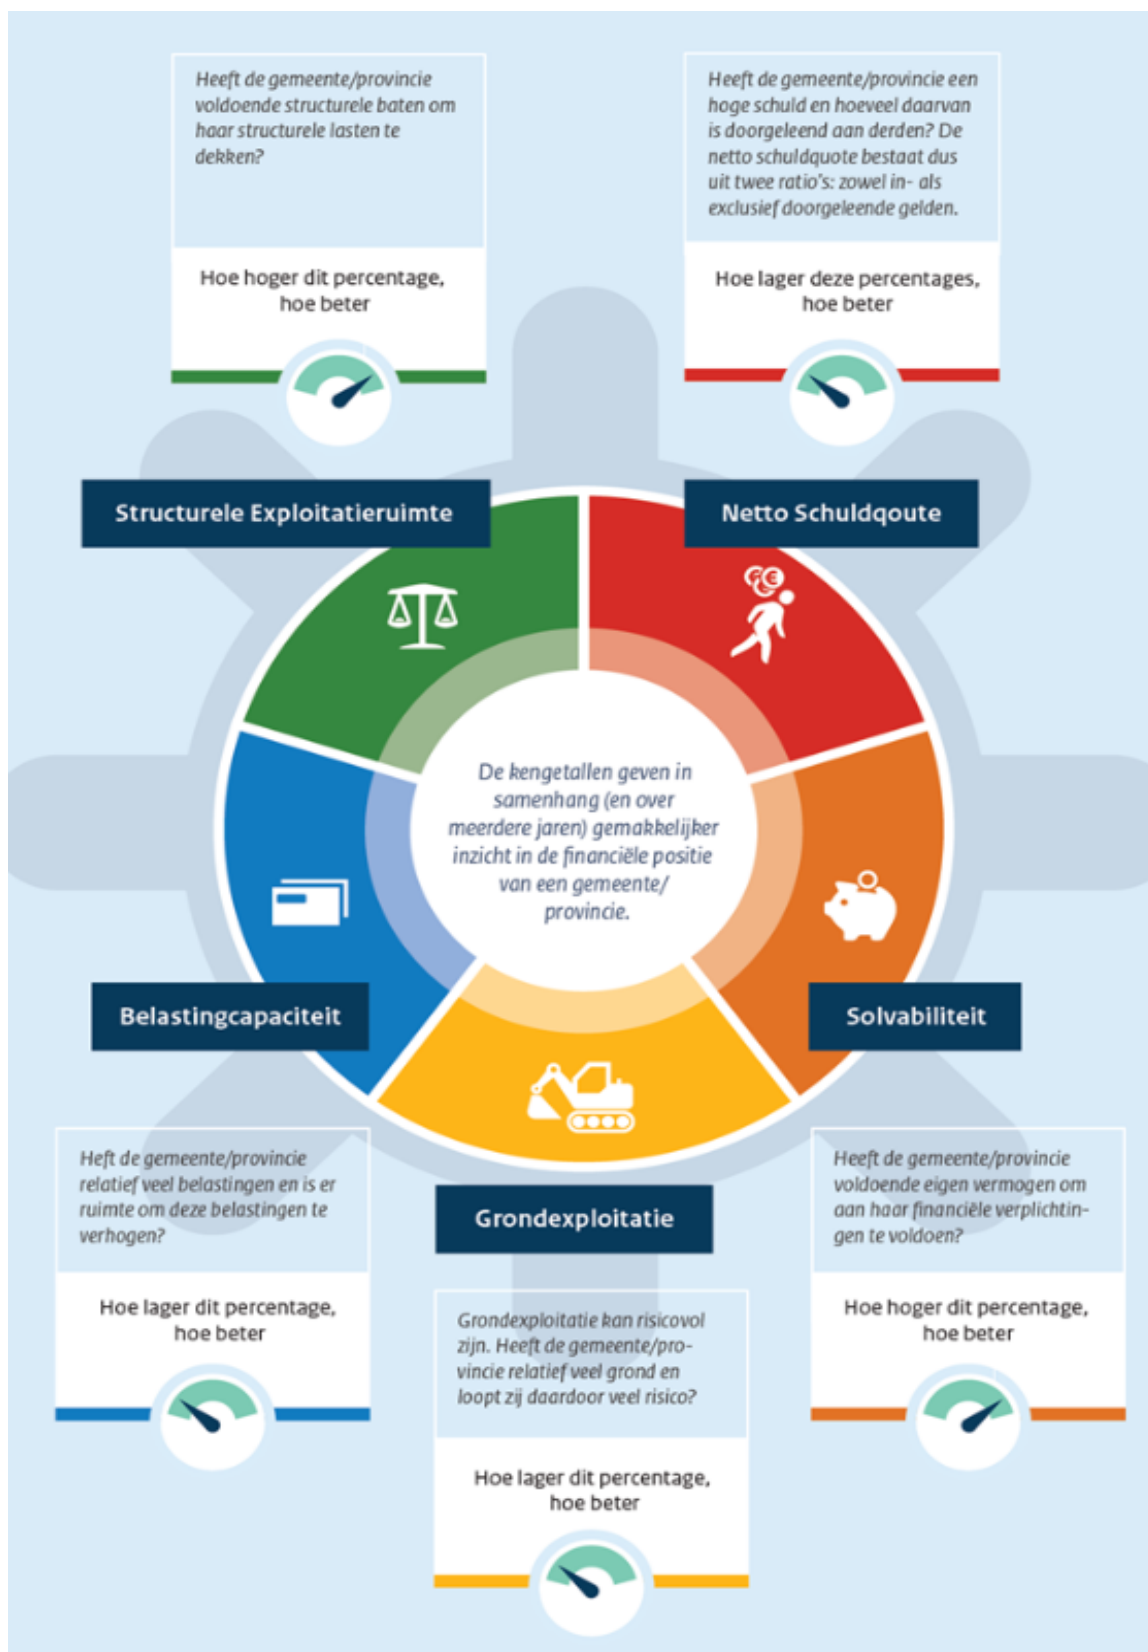 Heeft de gemeente/provincie
voldoende structurele baten om
haar structurele lasten te
dekken?
Hoe hoger dit percentage,
hoe beter
Heeft de gemeente/provincie een
hoge schuld en hoeveel daarvan
is doorgeleend aan derden? De
netto schuldquote bestaat dus
uit twee ratio's: zowel in- als
exclusief doorgeleende gelden.
Hoe lager deze percentages,
hoe beter
Structurele Exploitatieruimte
Netto Schuldqoute
De kengetallen geven in
samenhang (en over
meerdere jaren) gemakkelijker
inzicht in de financiële positie
van een gemeente/
provincie.
Belastingcapaciteit
Solvabiliteit
Heft de gemeente/provincie
relatief veel belastingen en is er
ruimte om deze belastingen te
verhogen?
Hoe lager dit percentage,
hoe beter
Grondexploitatie
Grondexploitatie kan risicovol
zijn. Heeft de gemeente/pro-
vincie relatief veel grond en
loopt zij daardoor veel risico?
Hoe lager dit percentage,
hoe beter
Heeft de gemeente/provincie
voldoende eigen vermogen om
aan haar financiële verplichtin-
gen te voldoen?
Hoe hoger dit percentage,
hoe beter